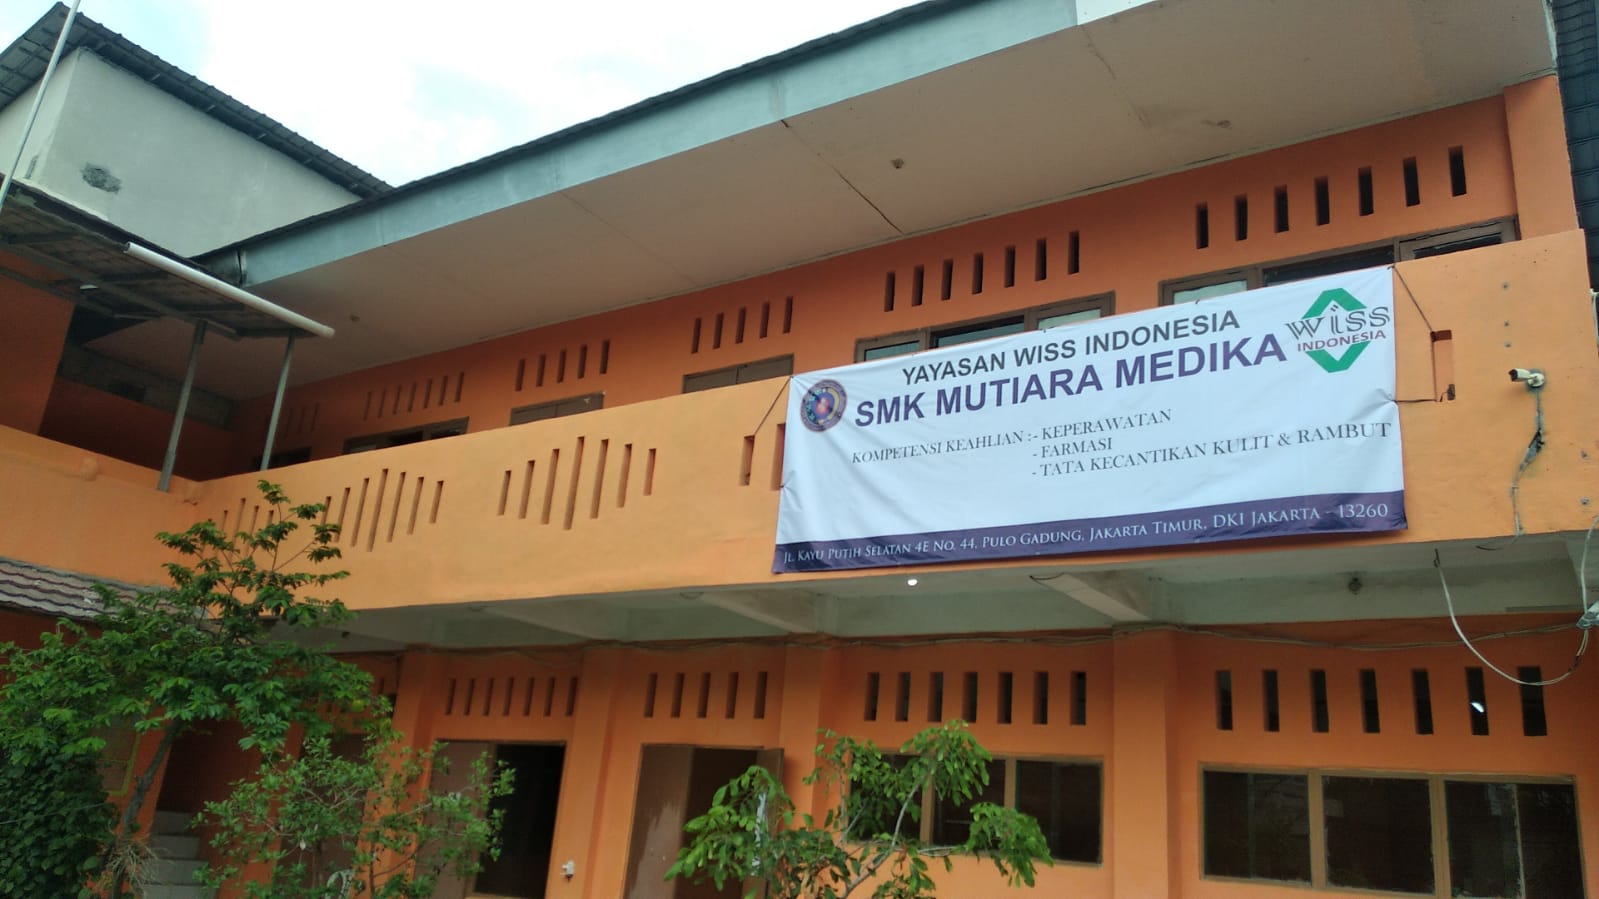 YAYASAN WISS INDONESIA
SMK MUTIARA MEDIKA
wiss
INDONESIA
KOMPETENSI KEAHLIAN : - KEPERAWATAN
- FARMASI
- TATA KECANTIKAN KULIT & RAMBUT
JL. KAYU PUTIH SELATAN 4E NO. 44, PULO GADUNG, JAKARTA TIMUR, DKI JAKARTA - 13260